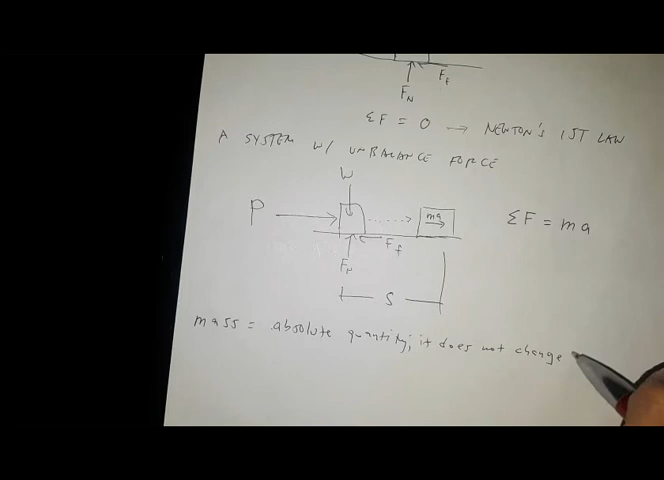 F_f
F_N
ΣF = 0 → NEWTON'S 1ST LAW
A SYSTEM W/ UNBALANCE FORCE
W
P
ma
ΣF = ma
F_f
F_N
S
mass = absolute quantity; it does not change